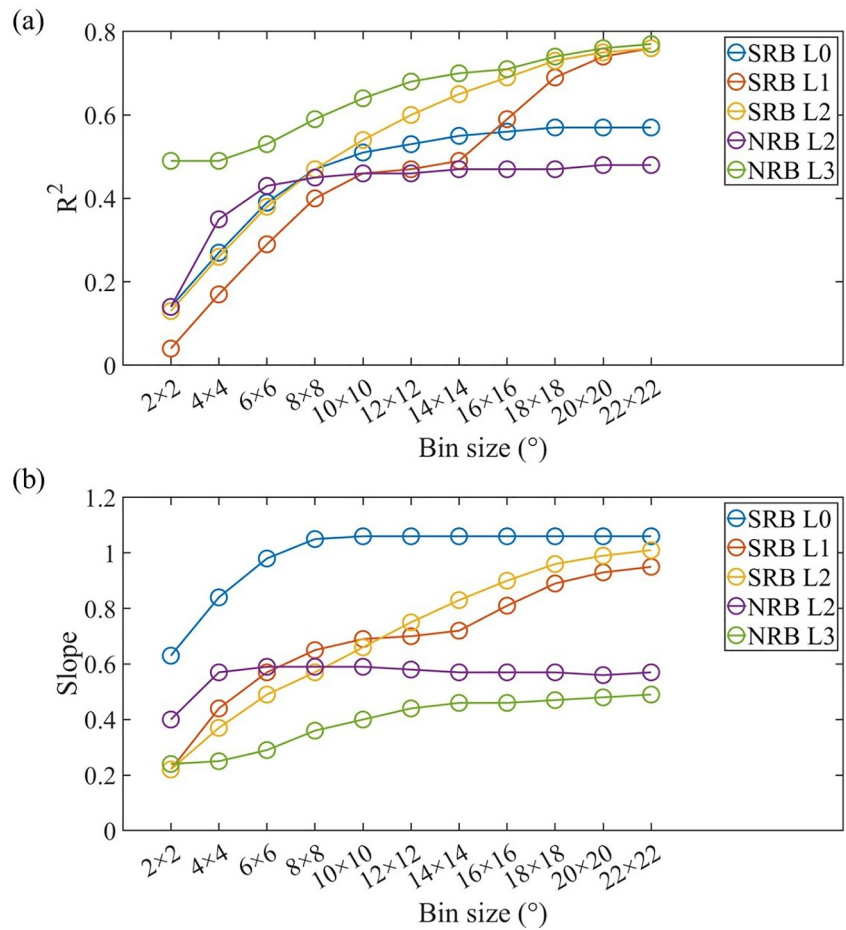 (a)
0.8
0.6
0.4
0.2
0
R²
SRB L0
SRB L1
SRB L2
NRB L2
NRB L3
2×2 4×4 6×6 8×8 10×10 12×12 14×14 16×16 18×18 20×20 22×22
Bin size (°)
(b)
1.2
1
0.8
0.6
0.4
0.2
0
Slope
SRB L0
SRB L1
SRB L2
NRB L2
NRB L3
2×2 4×4 6×6 8×8 10×10 12×12 14×14 16×16 18×18 20×20 22×22
Bin size (°)